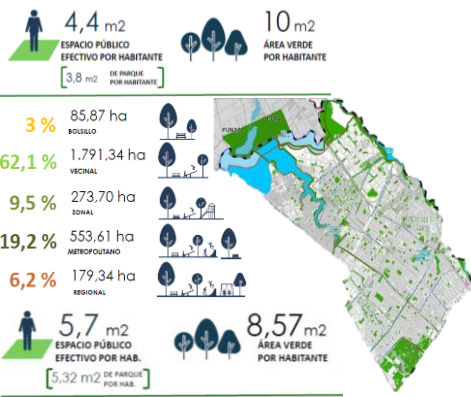 4,4 m2
ESPACIO PÚBLICO
EFECTIVO POR HABITANTE
3,8 m2 DE PARQUE
POR HABITANTE
10 m2
ÁREA VERDE
POR HABITANTE
3 % 85,87 ha
BOLSILLO
62,1 % 1.791,34 ha
VECINAL
9,5 % 273,70 ha
ZONAL
19,2 % 553,61 ha
METROPOLITANO
6,2 % 179,34 ha
REGIONAL
FUNZA
5,7 m2
ESPACIO PÚBLICO
EFECTIVO POR HAB.
5,32 m2 DE PARQUE
POR HAB.
8,57 m2
ÁREA VERDE
POR HABITANTE